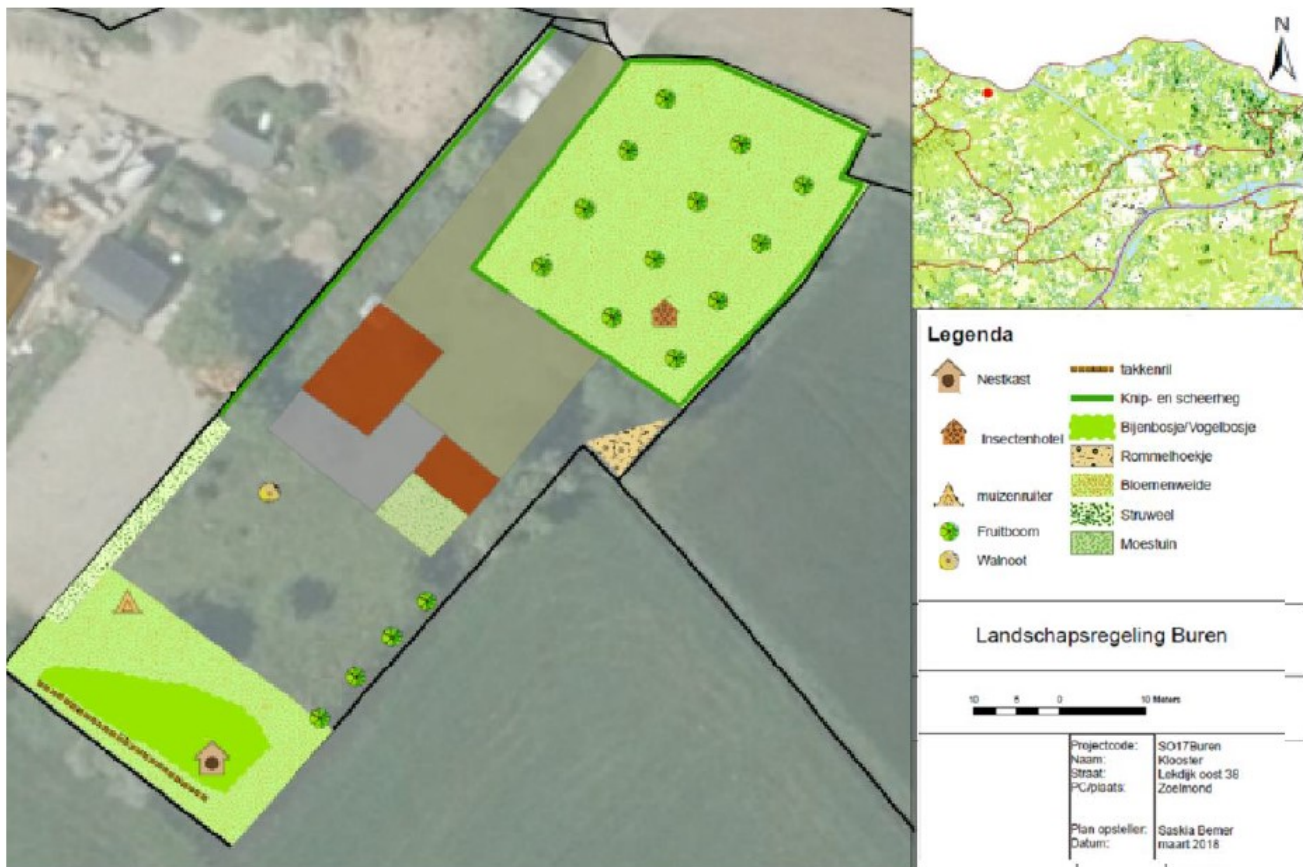 N
Legenda
Nestkast
Insectenhotel
muizenruiter
Fruitboom
Walnoot
takkenril
Knip- en scheerheg
Bijenbosje/Vogelbosje
Rommelhoekje
Bloemenweide
Struweel
Moestuin
Landschapsregeling Buren
10 5 0 10 Meters
Projectcode: SO17Buren
Naam: Klooster
Straat: Lekdijk oost 38
PC/plaats: Zoelmond
Plan opsteller: Saskia Bemer
Datum: maart 2018